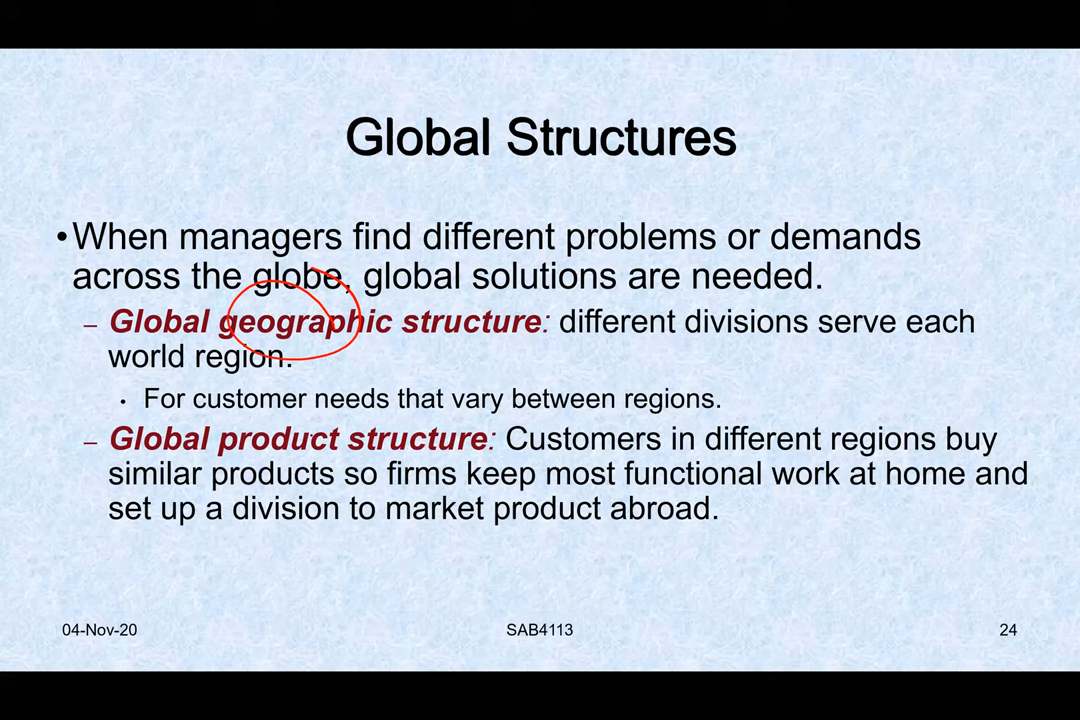 Global Structures
•When managers find different problems or demands
across the globe, global solutions are needed.
– Global geographic structure: different divisions serve each
world region.
• For customer needs that vary between regions.
– Global product structure: Customers in different regions buy
similar products so firms keep most functional work at home and
set up a division to market product abroad.
04-Nov-20
SAB4113
24